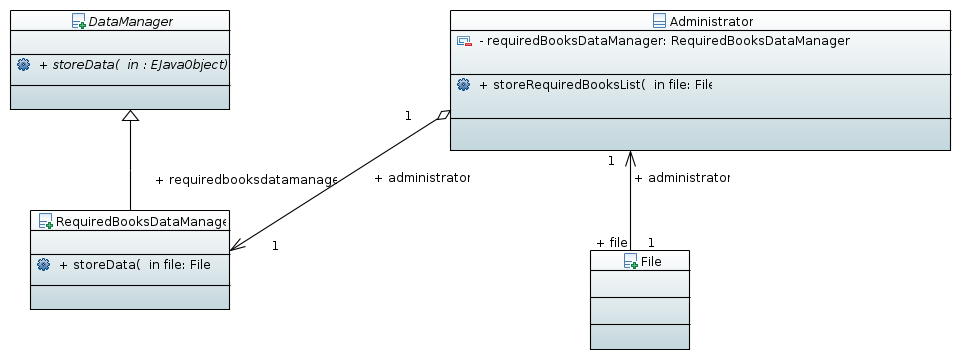 DataManager
+ storeData( in : EJavaObject)
Administrator
- requiredBooksDataManager: RequiredBooksDataManager
+ storeRequiredBooksList( in file: File
1
+ requiredbooksdatamanage
+ administrator
1
+ administrator
RequiredBooksDataManage
+ storeData( in file: File
1
+ file
1
File